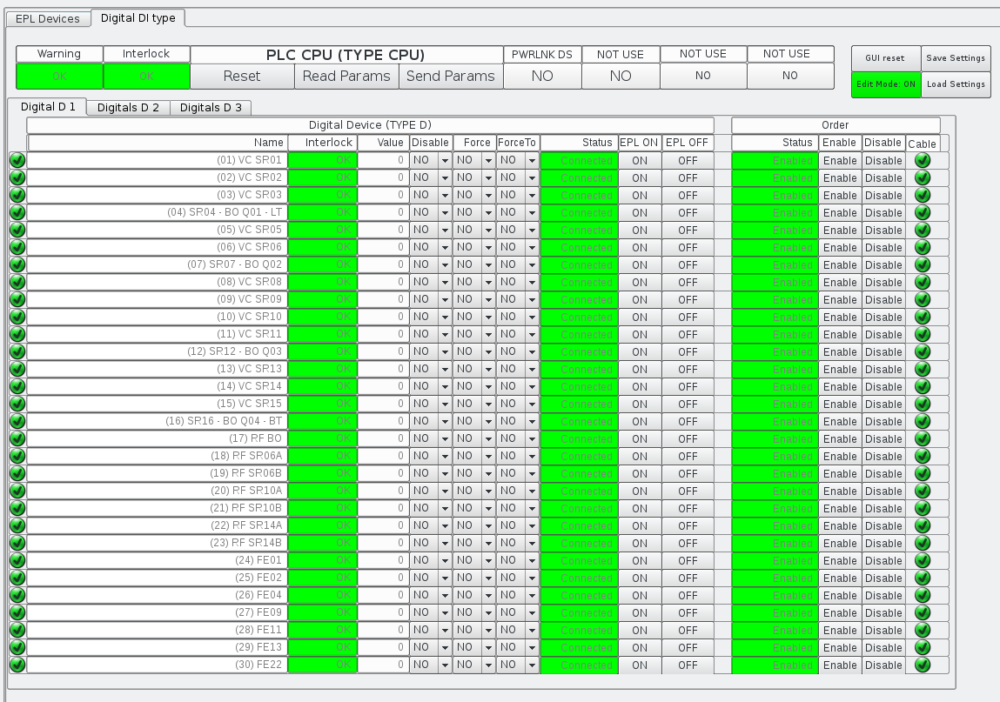 EPL Devices Digital DI type
Warning Interlock PLC CPU (TYPE CPU) PWRLNK DS NOT USE NOT USE NOT USE GUI reset Save Settings
OK OK Reset Read Params Send Params NO NO NO NO Edit Mode: ON Load Settings
Digital D 1 Digitals D 2 Digitals D 3
Digital Device (TYPE D) Order
Name Interlock Value Disable Force ForceTo Status EPL ON EPL OFF Status Enable Disable Cable
(01) VC SR01 OK 0 NO NO NO Connected ON OFF Enabled Enable Disable
(02) VC SR02 OK 0 NO NO NO Connected ON OFF Enabled Enable Disable
(03) VC SR03 OK 0 NO NO NO Connected ON OFF Enabled Enable Disable
(04) SR04 - BO Q01 - LT OK 0 NO NO NO Connected ON OFF Enabled Enable Disable
(05) VC SR05 OK 0 NO NO NO Connected ON OFF Enabled Enable Disable
(06) VC SR06 OK 0 NO NO NO Connected ON OFF Enabled Enable Disable
(07) SR07 - BO Q02 OK 0 NO NO NO Connected ON OFF Enabled Enable Disable
(08) VC SR08 OK 0 NO NO NO Connected ON OFF Enabled Enable Disable
(09) VC SR09 OK 0 NO NO NO Connected ON OFF Enabled Enable Disable
(10) VC SR10 OK 0 NO NO NO Connected ON OFF Enabled Enable Disable
(11) VC SR11 OK 0 NO NO NO Connected ON OFF Enabled Enable Disable
(12) SR12 - BO Q03 OK 0 NO NO NO Connected ON OFF Enabled Enable Disable
(13) VC SR13 OK 0 NO NO NO Connected ON OFF Enabled Enable Disable
(14) VC SR14 OK 0 NO NO NO Connected ON OFF Enabled Enable Disable
(15) VC SR15 OK 0 NO NO NO Connected ON OFF Enabled Enable Disable
(16) SR16 - BO Q04 - BT OK 0 NO NO NO Connected ON OFF Enabled Enable Disable
(17) RF BO OK 0 NO NO NO Connected ON OFF Enabled Enable Disable
(18) RF SR06A OK 0 NO NO NO Connected ON OFF Enabled Enable Disable
(19) RF SR06B OK 0 NO NO NO Connected ON OFF Enabled Enable Disable
(20) RF SR10A OK 0 NO NO NO Connected ON OFF Enabled Enable Disable
(21) RF SR10B OK 0 NO NO NO Connected ON OFF Enabled Enable Disable
(22) RF SR14A OK 0 NO NO NO Connected ON OFF Enabled Enable Disable
(23) RF SR14B OK 0 NO NO NO Connected ON OFF Enabled Enable Disable
(24) FE01 OK 0 NO NO NO Connected ON OFF Enabled Enable Disable
(25) FE02 OK 0 NO NO NO Connected ON OFF Enabled Enable Disable
(26) FE04 OK 0 NO NO NO Connected ON OFF Enabled Enable Disable
(27) FE09 OK 0 NO NO NO Connected ON OFF Enabled Enable Disable
(28) FE11 OK 0 NO NO NO Connected ON OFF Enabled Enable Disable
(29) FE13 OK 0 NO NO NO Connected ON OFF Enabled Enable Disable
(30) FE22 OK 0 NO NO NO Connected ON OFF Enabled Enable Disable